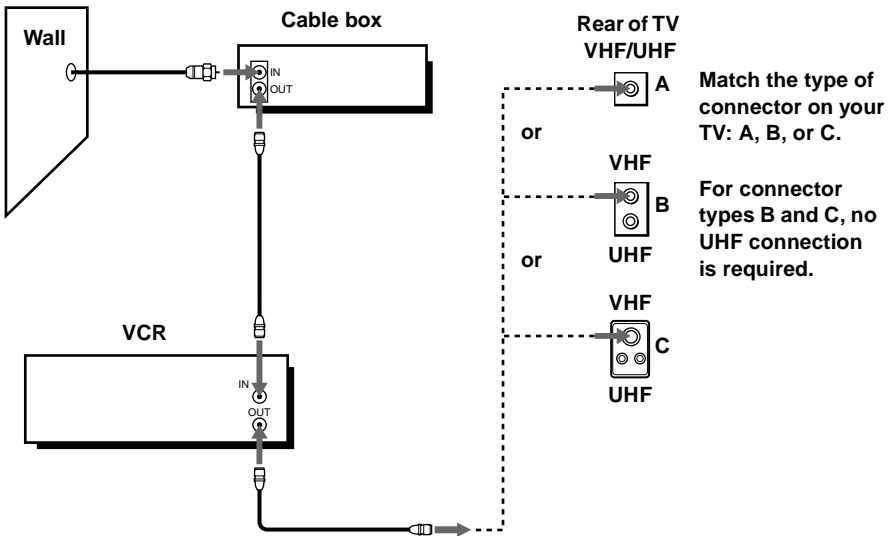 Wall
Cable box
IN
OUT
VCR
IN
OUT
Rear of TV
VHF/UHF
A
or
VHF
B
UHF
or
VHF
C
UHF
Match the type of
connector on your
TV: A, B, or C.
For connector
types B and C, no
UHF connection
is required.